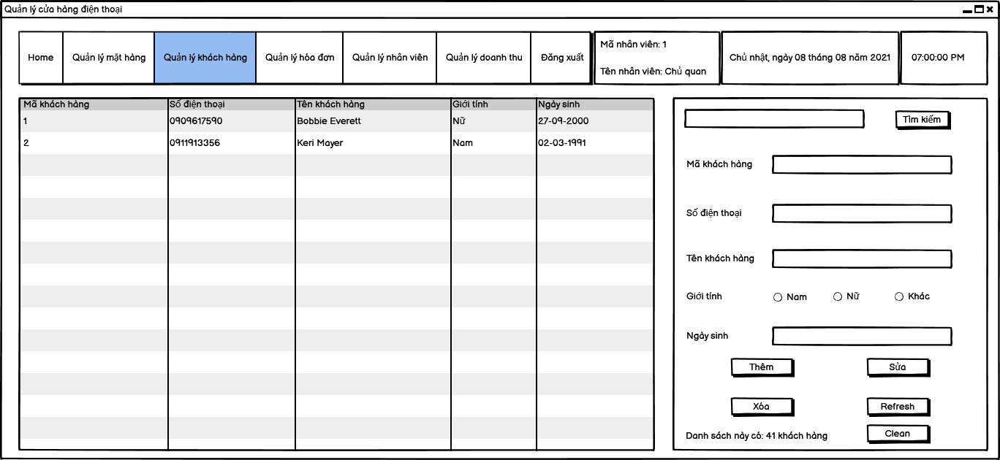 Quản lý cửa hàng điện thoại
Home Quản lý mặt hàng Quản lý khách hàng Quản lý hóa đơn Quản lý nhân viên Quản lý doanh thu Đăng xuất
Mã nhân viên: 1
Tên nhân viên: Chủ quan
Chủ nhật, ngày 08 tháng 08 năm 2021
07:00:00 PM
Mã khách hàng Số điện thoại Tên khách hàng Giới tính Ngày sinh
1 0909617590 Bobbie Everett Nữ 27-09-2000
2 0911913356 Keri Mayer Nam 02-03-1991
Tìm kiếm
Mã khách hàng
Số điện thoại
Tên khách hàng
Giới tính Nam Nữ Khác
Ngày sinh
Thêm Sửa
Xóa Refresh
Danh sách này có: 41 khách hàng Clean